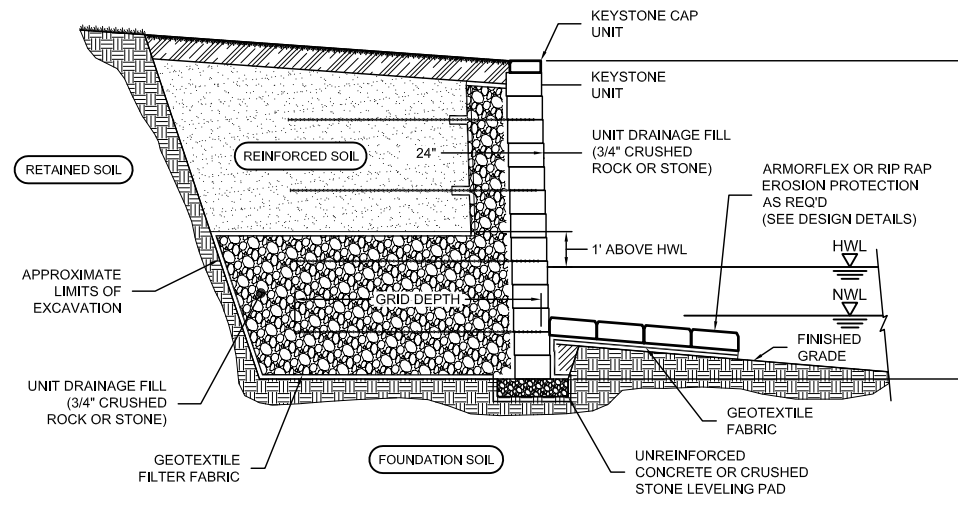 KEYSTONE CAP
UNIT
KEYSTONE
UNIT
UNIT DRAINAGE FILL
(3/4" CRUSHED
ROCK OR STONE)
24"
REINFORCED SOIL
RETAINED SOIL
ARMORFLEX OR RIP RAP
EROSION PROTECTION
AS REQ'D
(SEE DESIGN DETAILS)
1' ABOVE HWL
HWL
NWL
APPROXIMATE
LIMITS OF
EXCAVATION
GRID DEPTH
FINISHED
GRADE
UNIT DRAINAGE FILL
(3/4" CRUSHED
ROCK OR STONE)
GEOTEXTILE
FABRIC
GEOTEXTILE
FILTER FABRIC
FOUNDATION SOIL
UNREINFORCED
CONCRETE OR CRUSHED
STONE LEVELING PAD